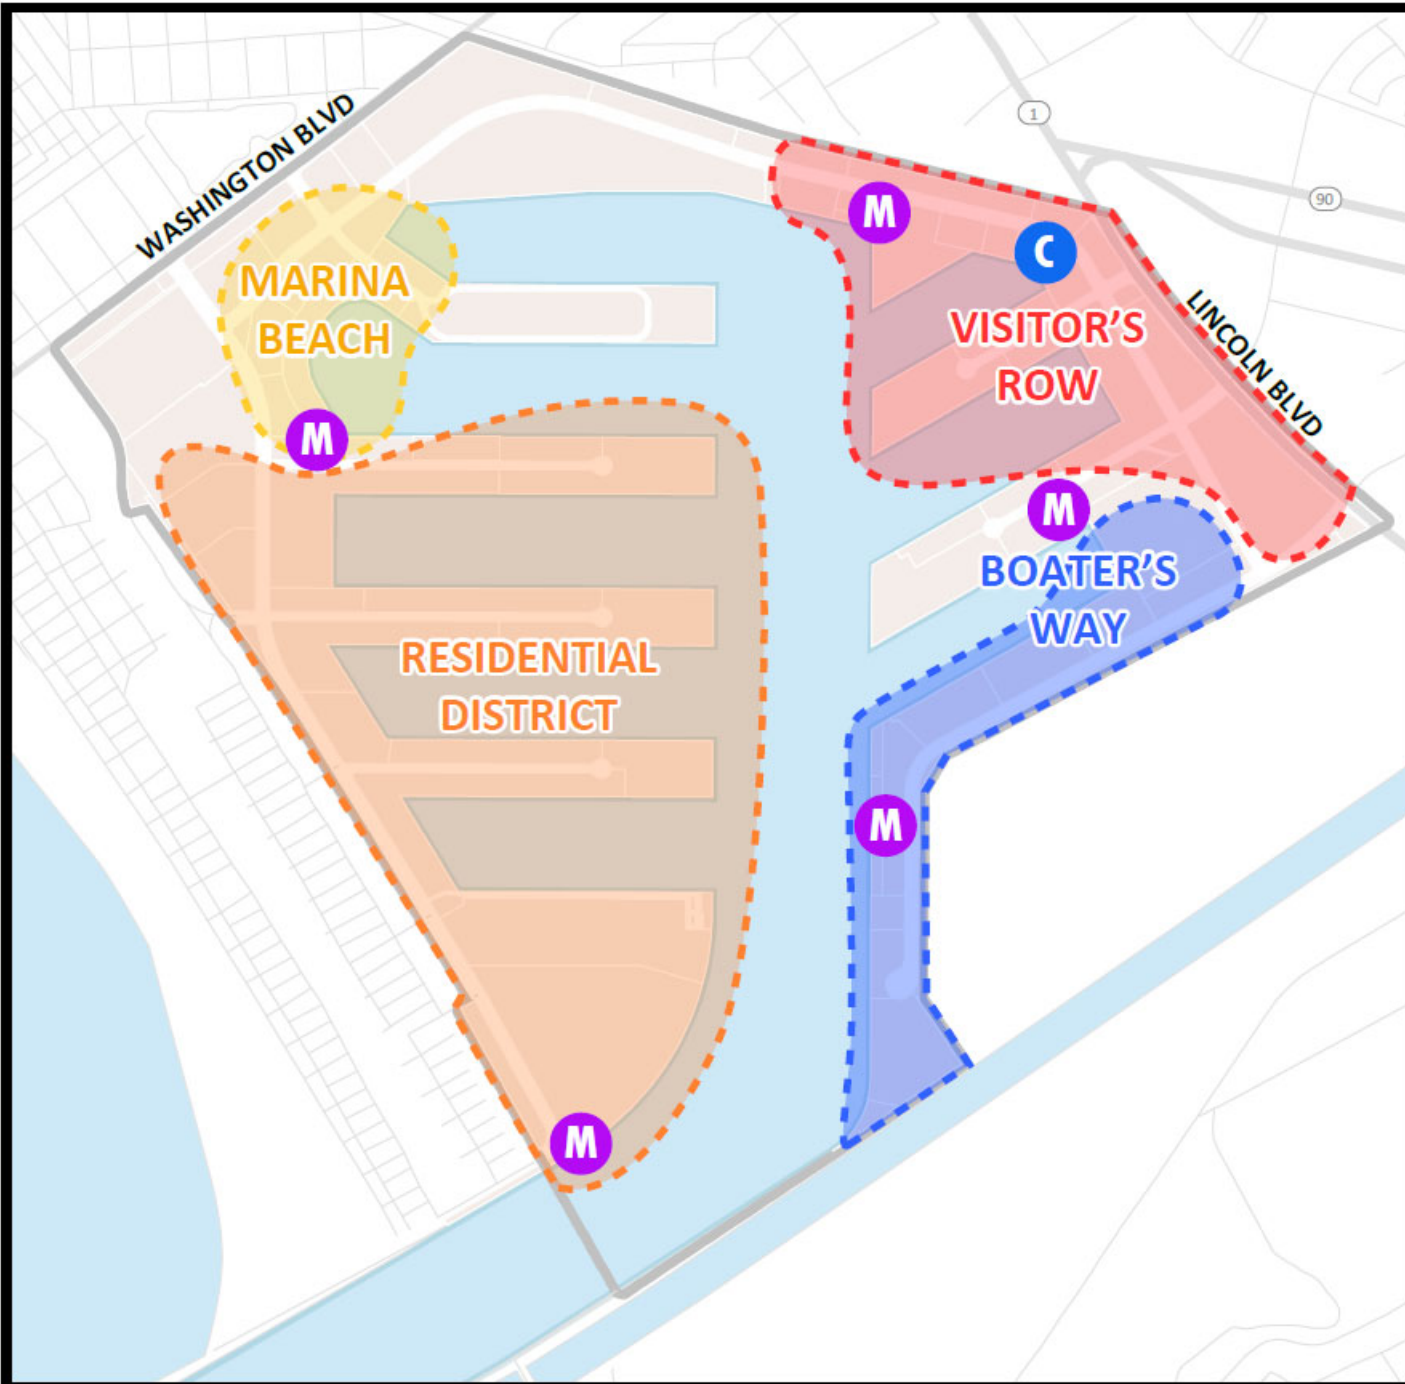 WASHINGTON BLVD
1
90
M
C
MARINA
BEACH
VISITOR'S
ROW
LINCOLN BLVD
M
M
BOATER'S
WAY
RESIDENTIAL
DISTRICT
M
M